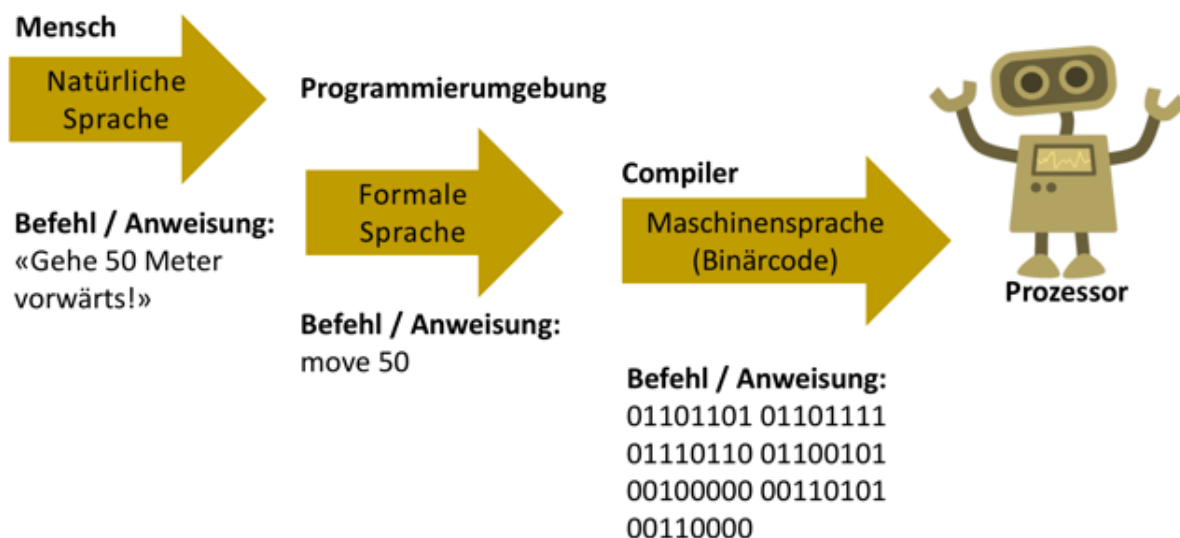 Mensch
Natürliche
Sprache
Befehl / Anweisung:
«Gehe 50 Meter
vorwärts!»
Programmierumgebung
Formale
Sprache
Befehl / Anweisung:
move 50
Compiler
Maschinensprache
(Binärcode)
Befehl / Anweisung:
01101101 01101111
01110110 01100101
00100000 00110101
00110000
Prozessor